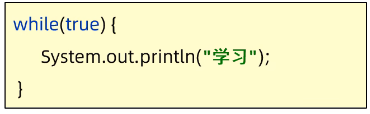 while(true) {
System.out.println("学习");
}